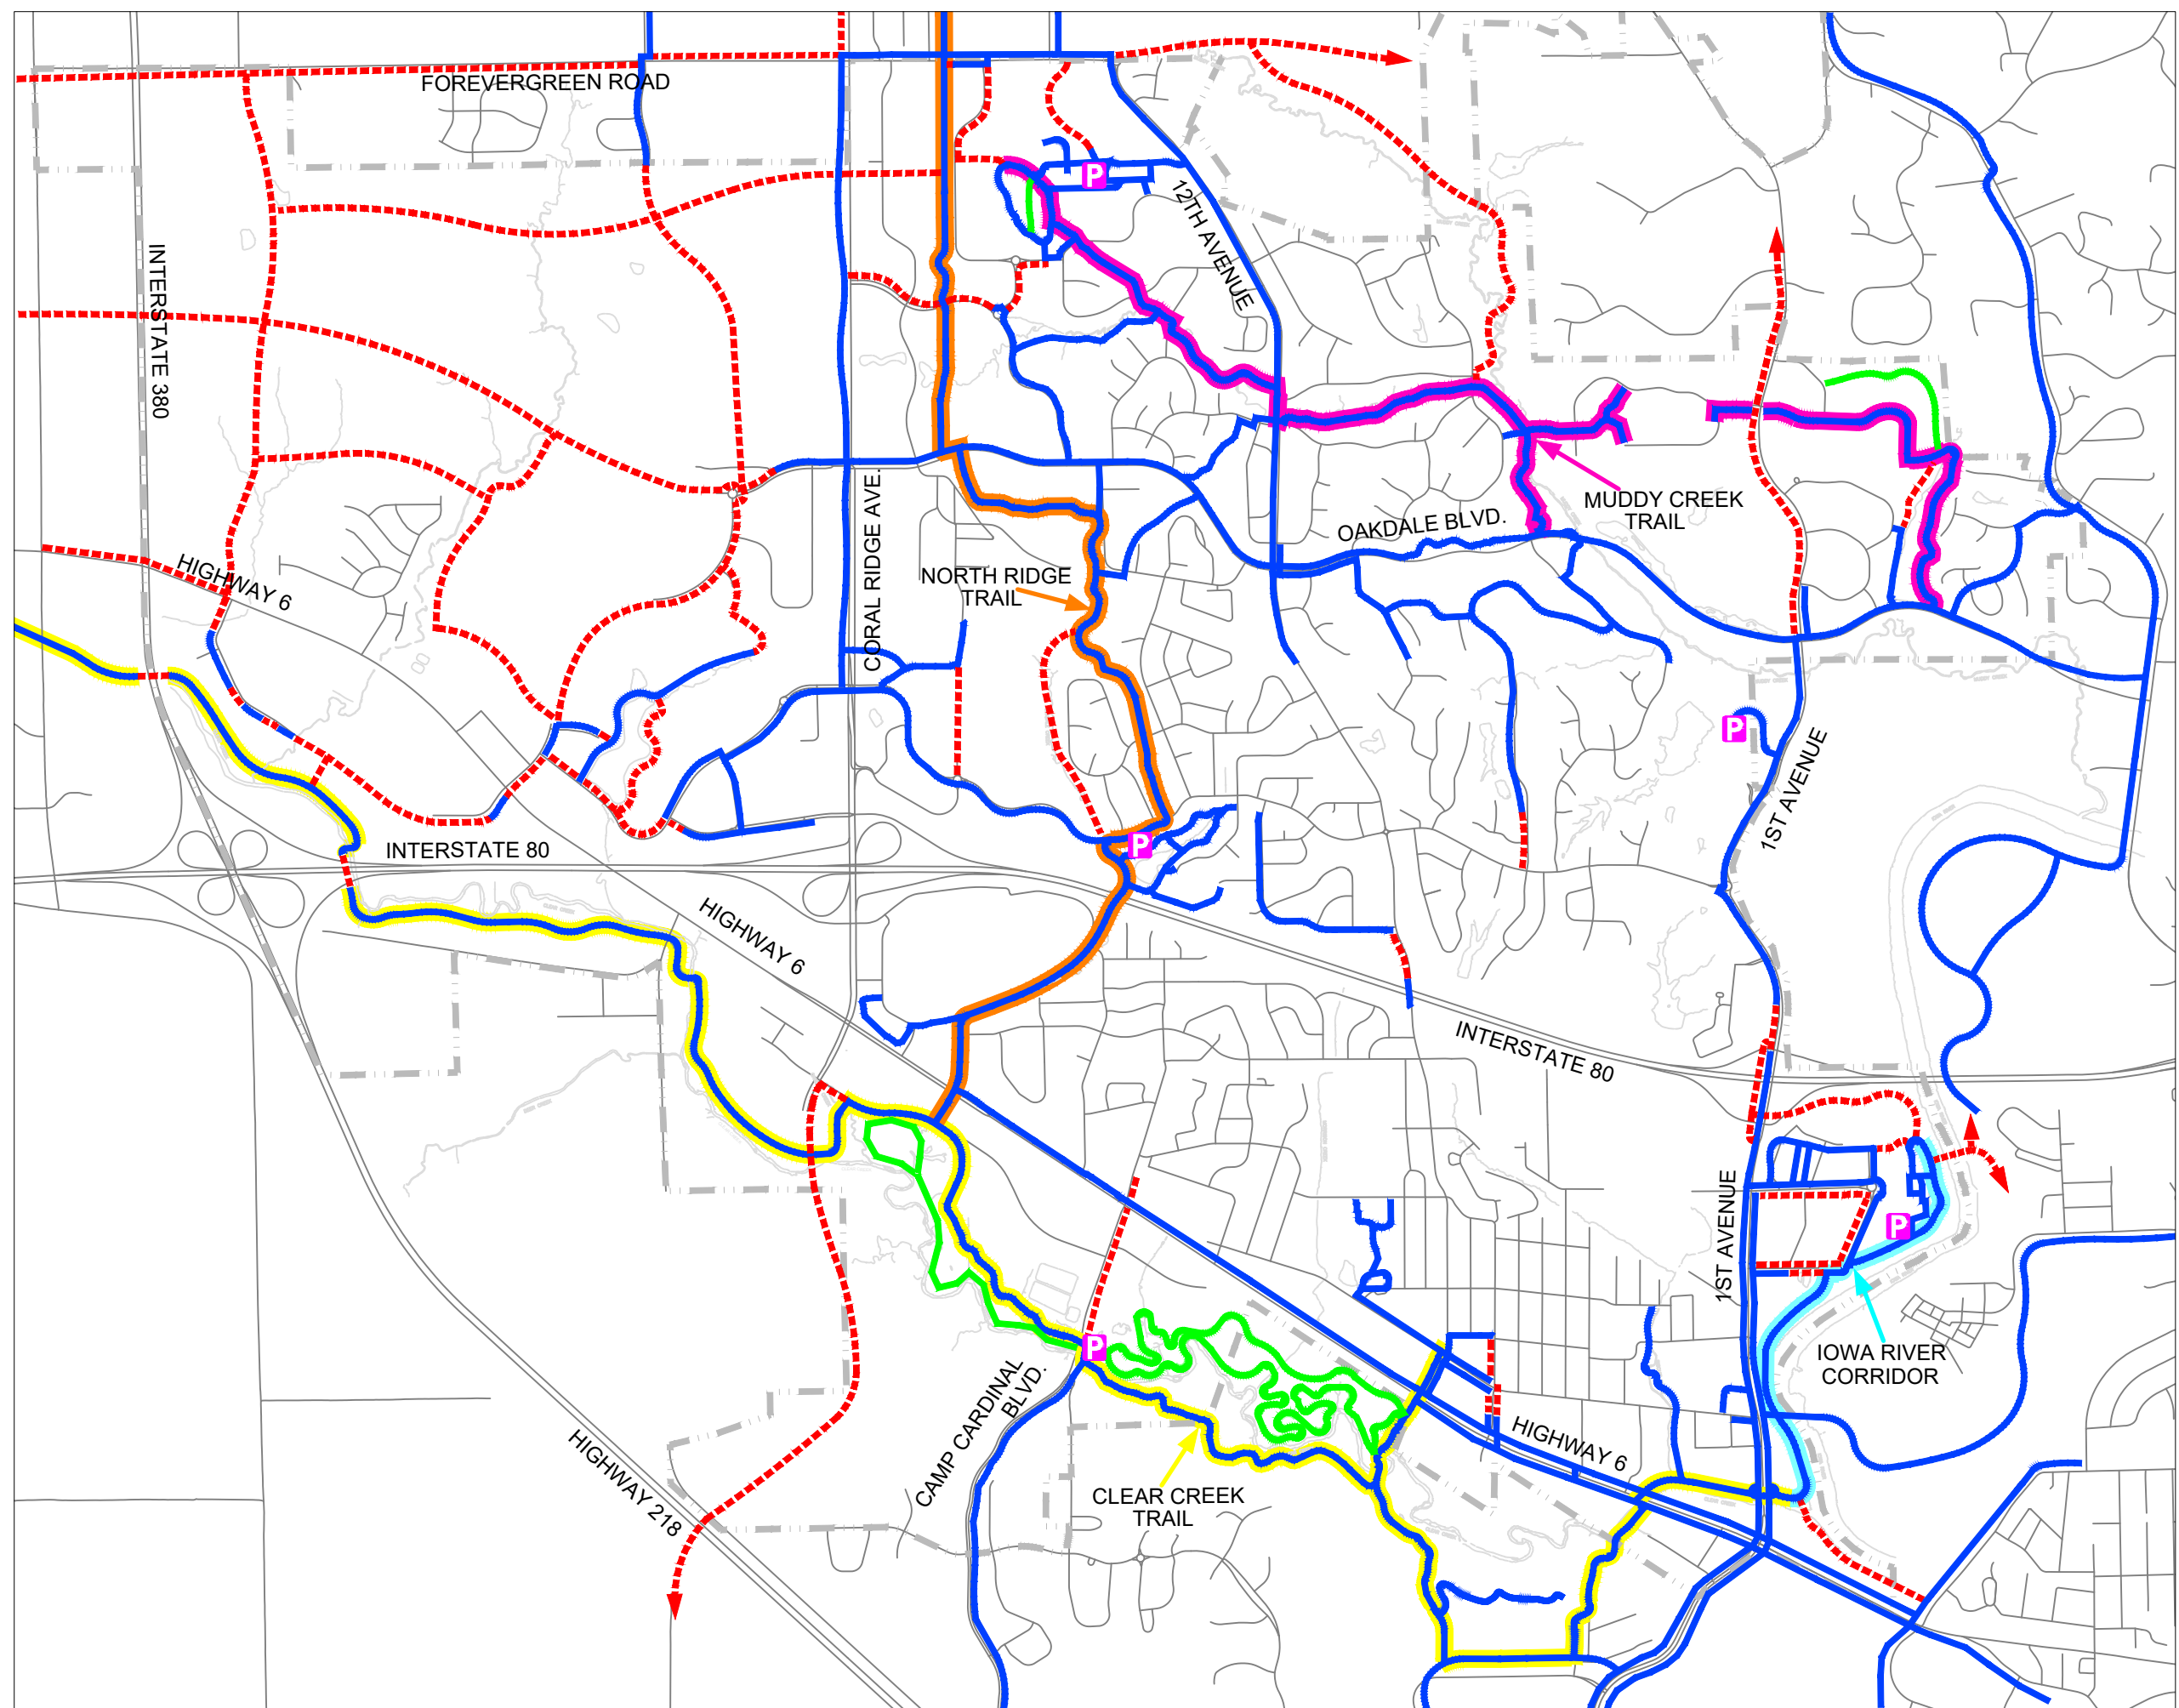 FOREVERGREEN ROAD
P
12TH AVENUE
INTERSTATE 380
CORAL RIDGE AVE.
MUDDY CREEK
TRAIL
OAKDALE BLVD.
HIGHWAY 6
NORTH RIDGE
TRAIL
P
1ST AVENUE
INTERSTATE 80
P
HIGHWAY 6
INTERSTATE 80
1ST AVENUE
P
IOWA RIVER
CORRIDOR
P
CAMP CARDINAL
BLVD.
HIGHWAY 6
HIGHWAY 218
CLEAR CREEK
TRAIL